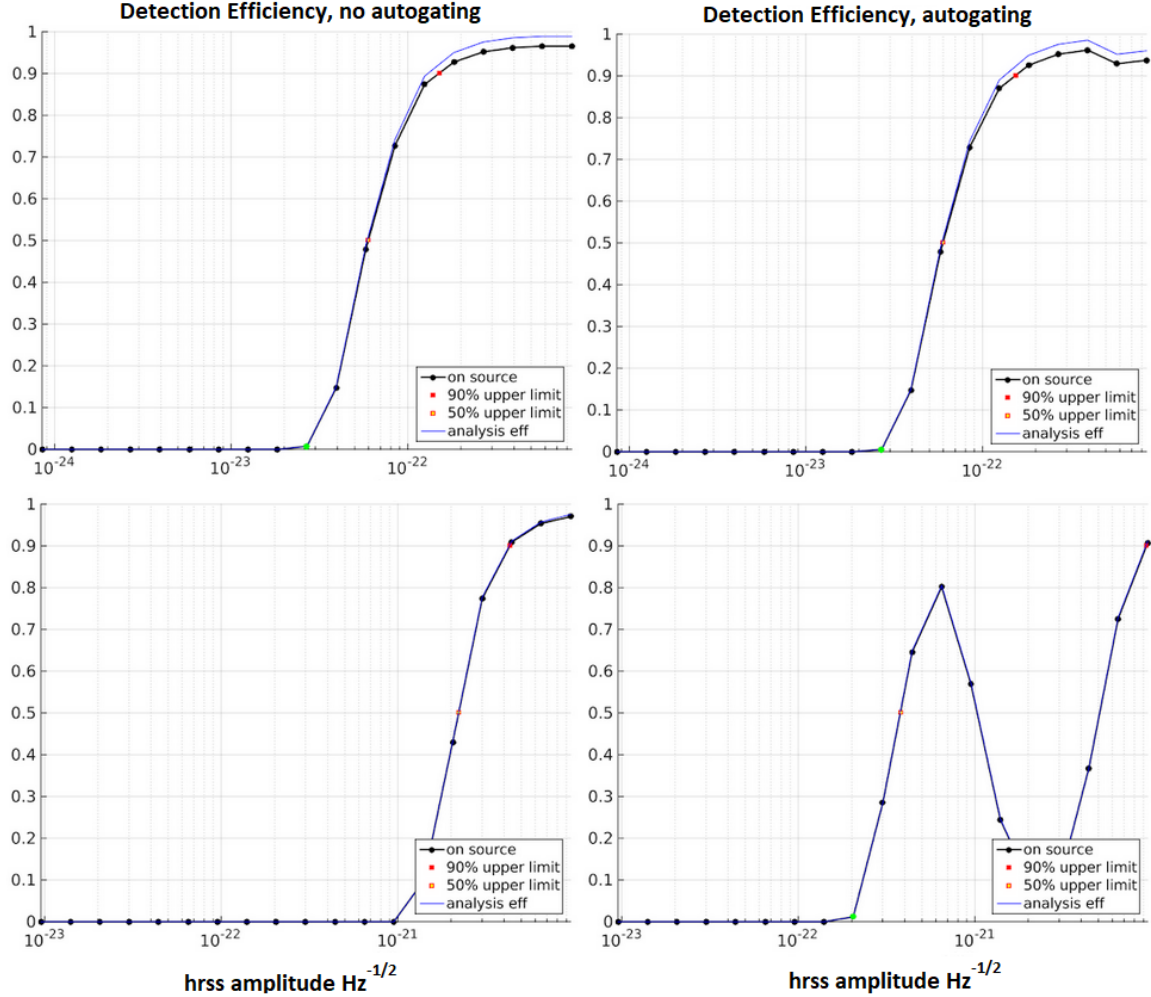 Detection Efficiency, no autogating
1
0.9
0.8
0.7
0.6
0.5
0.4
0.3
0.2
0.1
0
10^-24
10^-23
10^-22
on source
90% upper limit
50% upper limit
analysis eff
Detection Efficiency, autogating
1
0.9
0.8
0.7
0.6
0.5
0.4
0.3
0.2
0.1
0
10^-24
10^-23
10^-22
on source
90% upper limit
50% upper limit
analysis eff
1
0.9
0.8
0.7
0.6
0.5
0.4
0.3
0.2
0.1
0
10^-23
10^-22
10^-21
on source
90% upper limit
50% upper limit
analysis eff
hrss amplitude Hz^-1/2
1
0.9
0.8
0.7
0.6
0.5
0.4
0.3
0.2
0.1
0
10^-23
10^-22
10^-21
on source
90% upper limit
50% upper limit
analysis eff
hrss amplitude Hz^-1/2